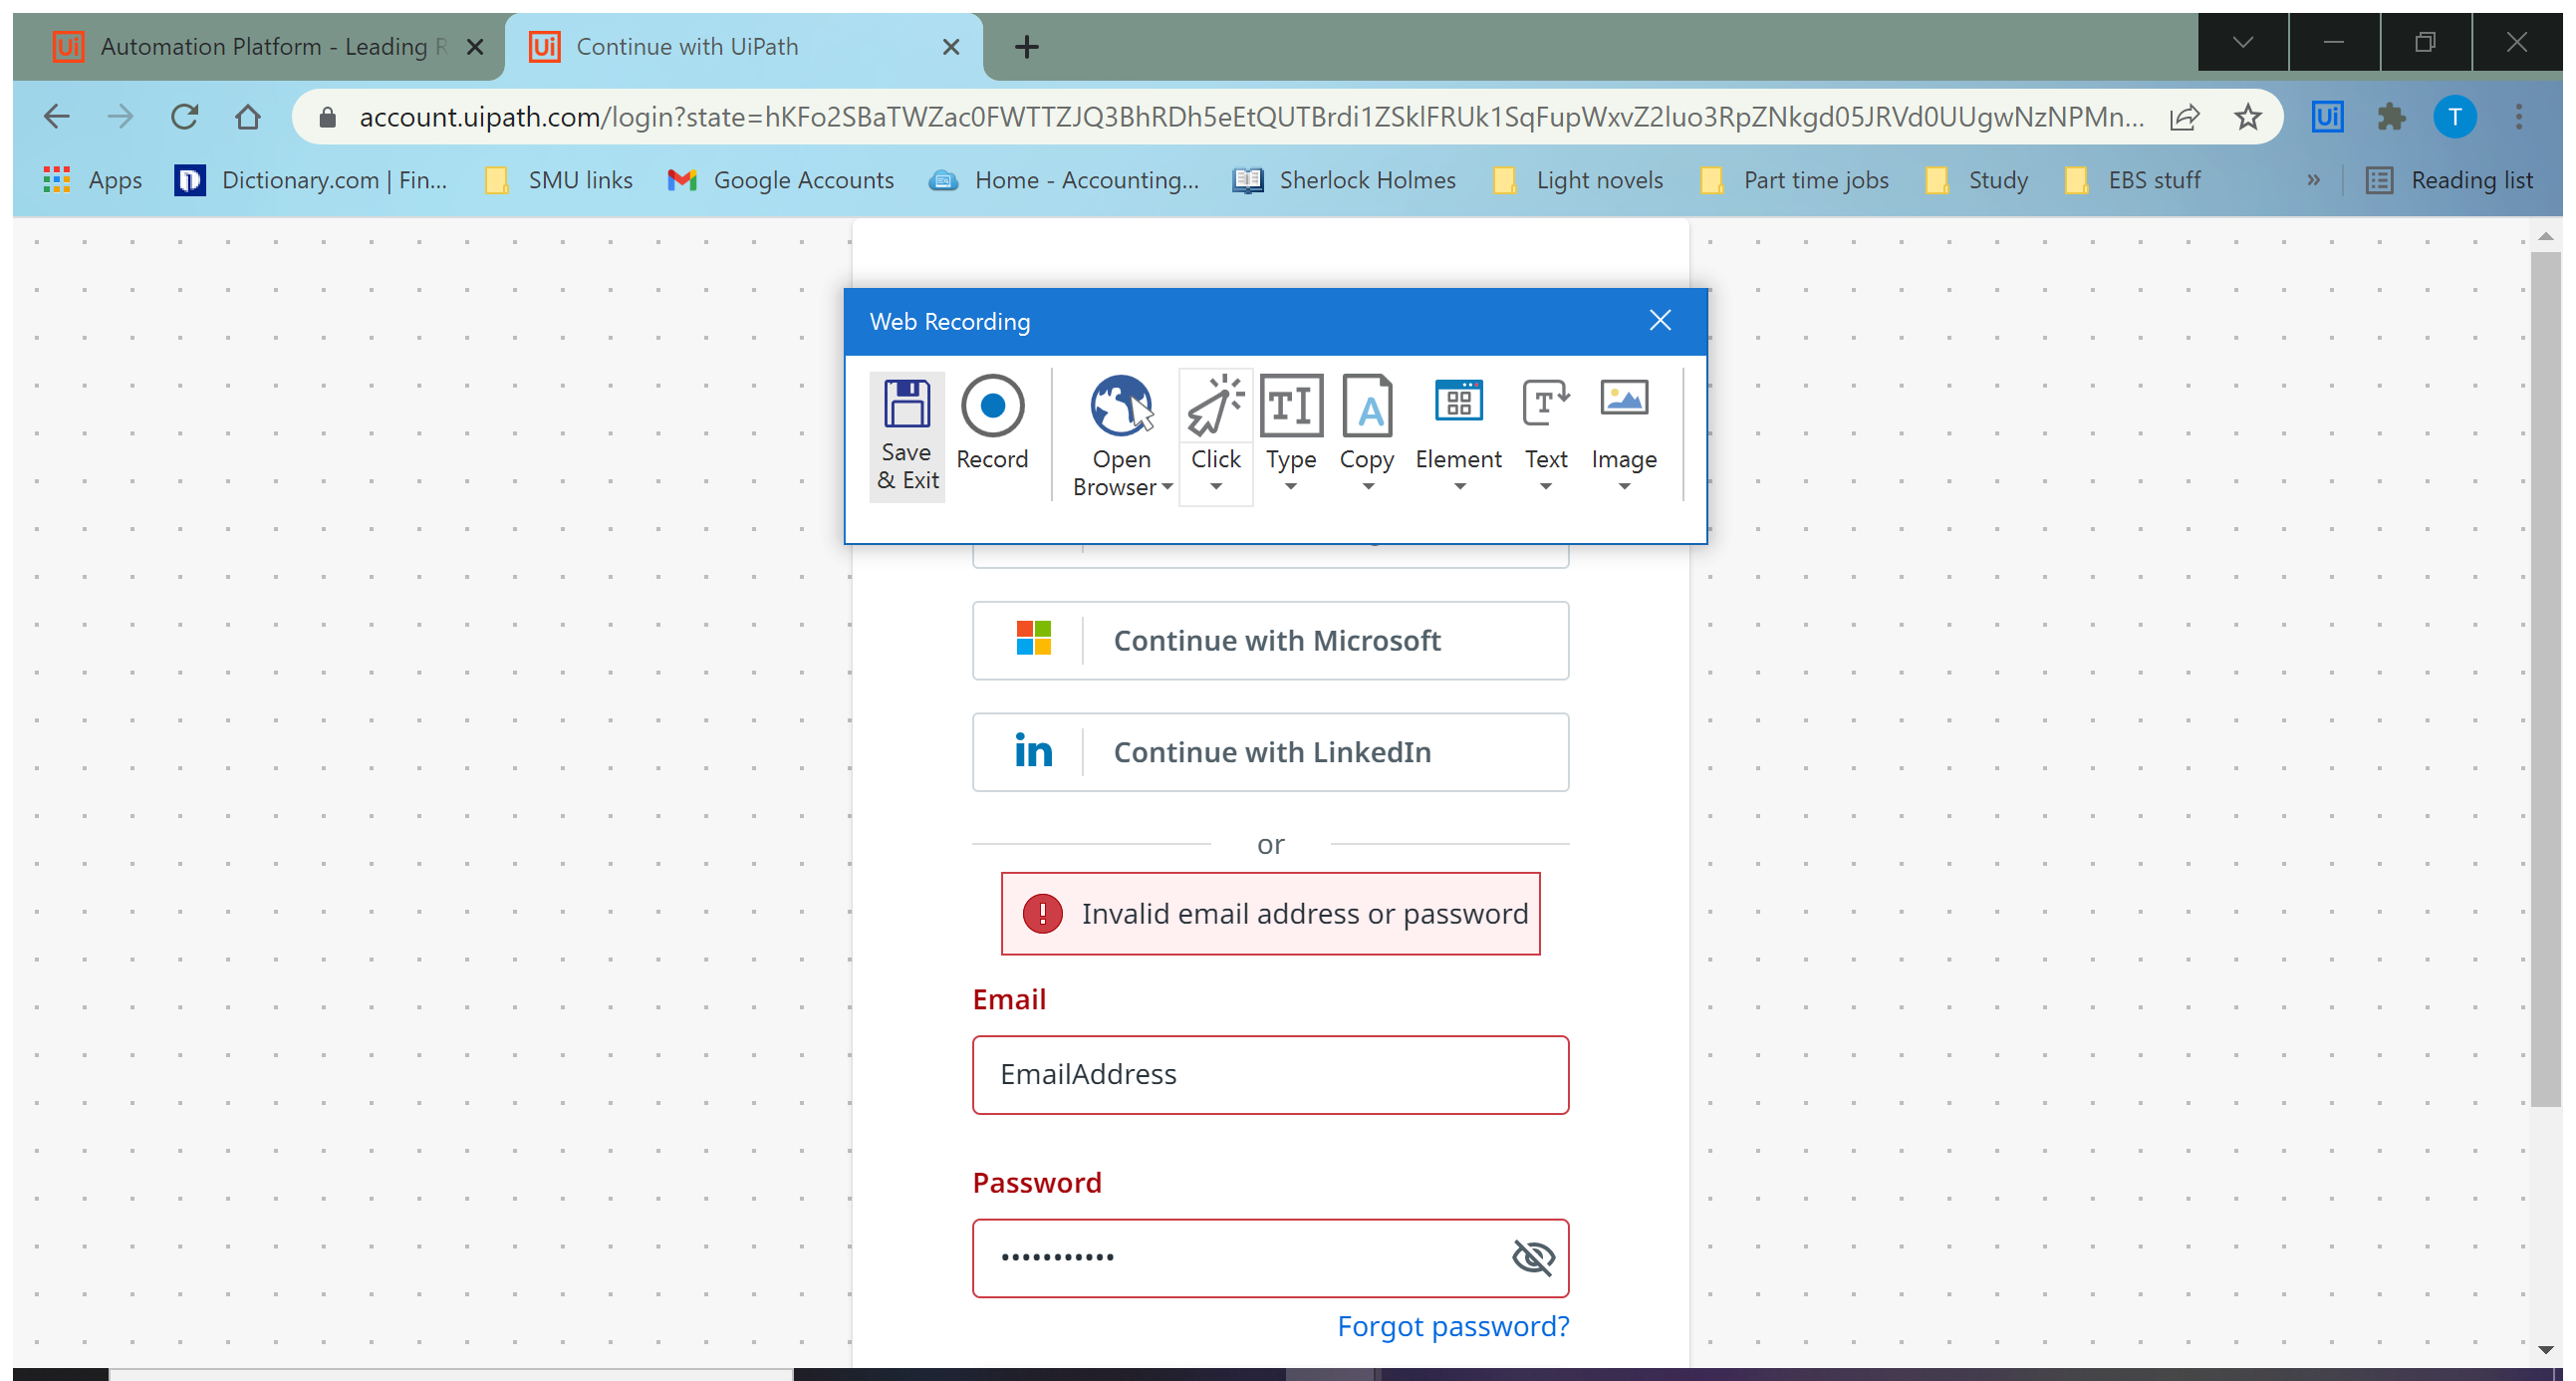 Automation Platform - Leading R
Continue with UiPath
account.uipath.com/login?state=hKFo2SBaTWZac0FWTTZJQ3BhRDh5eEtQUTBrdi1ZSklFRUk1SqFupWxvZ2luo3RpZNkgd05JRVd0UUgwNzNPMn...
T
Apps
Dictionary.com | Fin...
SMU links
Google Accounts
Home - Accounting...
Sherlock Holmes
Light novels
Part time jobs
Study
EBS stuff
»
Reading list
Web Recording
Save & Exit
Record
Open Browser
Click
Type
Copy
Element
Text
Image
Continue with Microsoft
Continue with LinkedIn
or
Invalid email address or password
Email
EmailAddress
Password
•••••••••••
Forgot password?